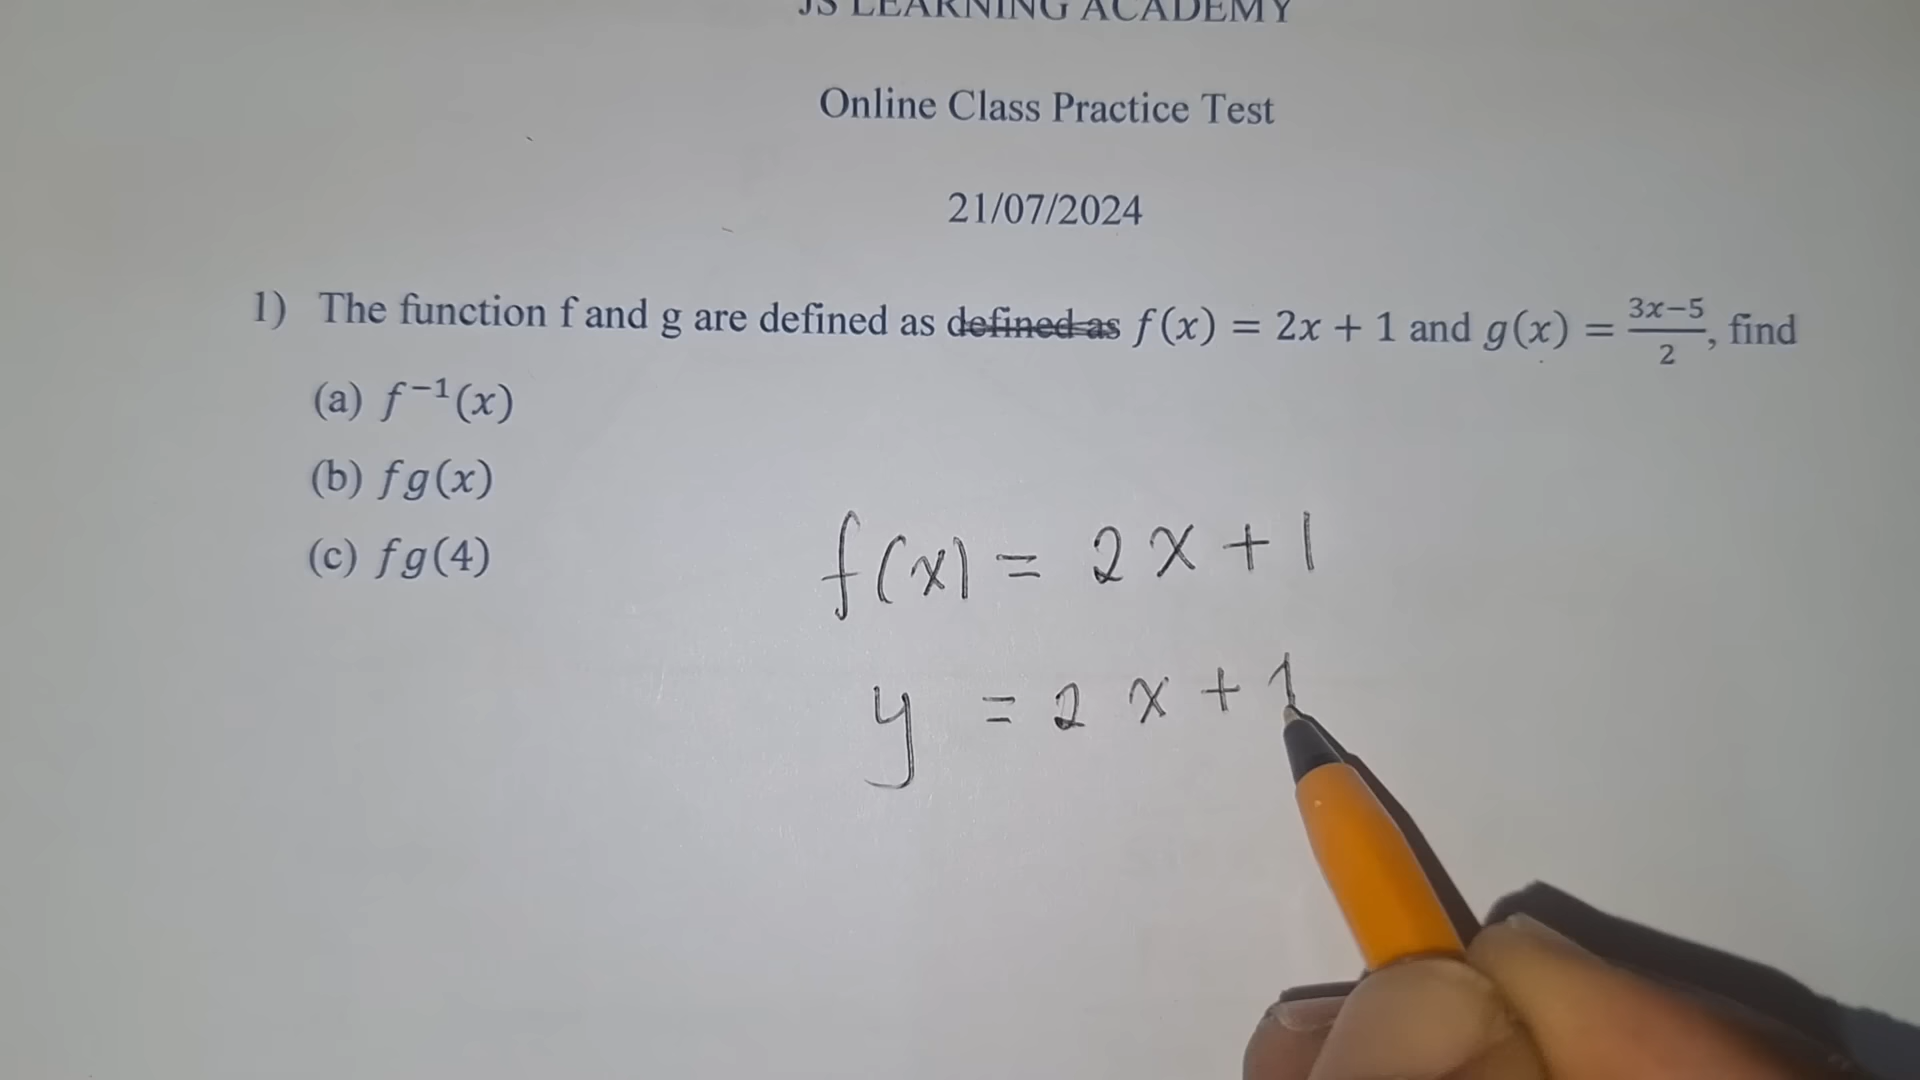 JS LEARNING ACADEMY
Online Class Practice Test
21/07/2024
1) The function f and g are defined as defined as f(x) = 2x + 1 and g(x) = \frac{3x-5}{2}, find
(a) f⁻¹(x)
(b) fg(x)
(c) fg(4)
f(x) = 2x + 1
y = 2x + 1